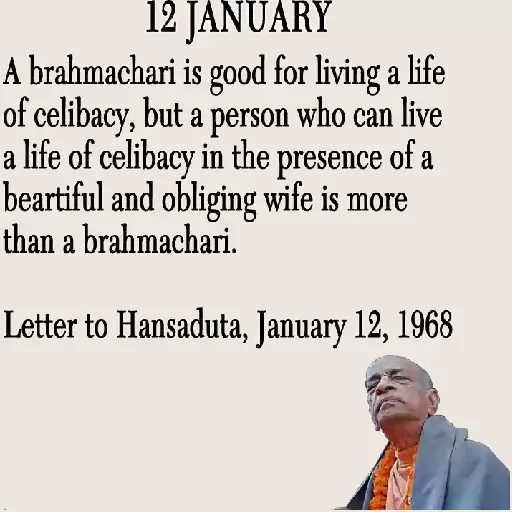 12 JANUARY
A brahmachari is good for living a life
of celibacy, but a person who can live
a life of celibacy in the presence of a
beartiful and obliging wife is more
than a brahmachari.
Letter to Hansaduta, January 12, 1968